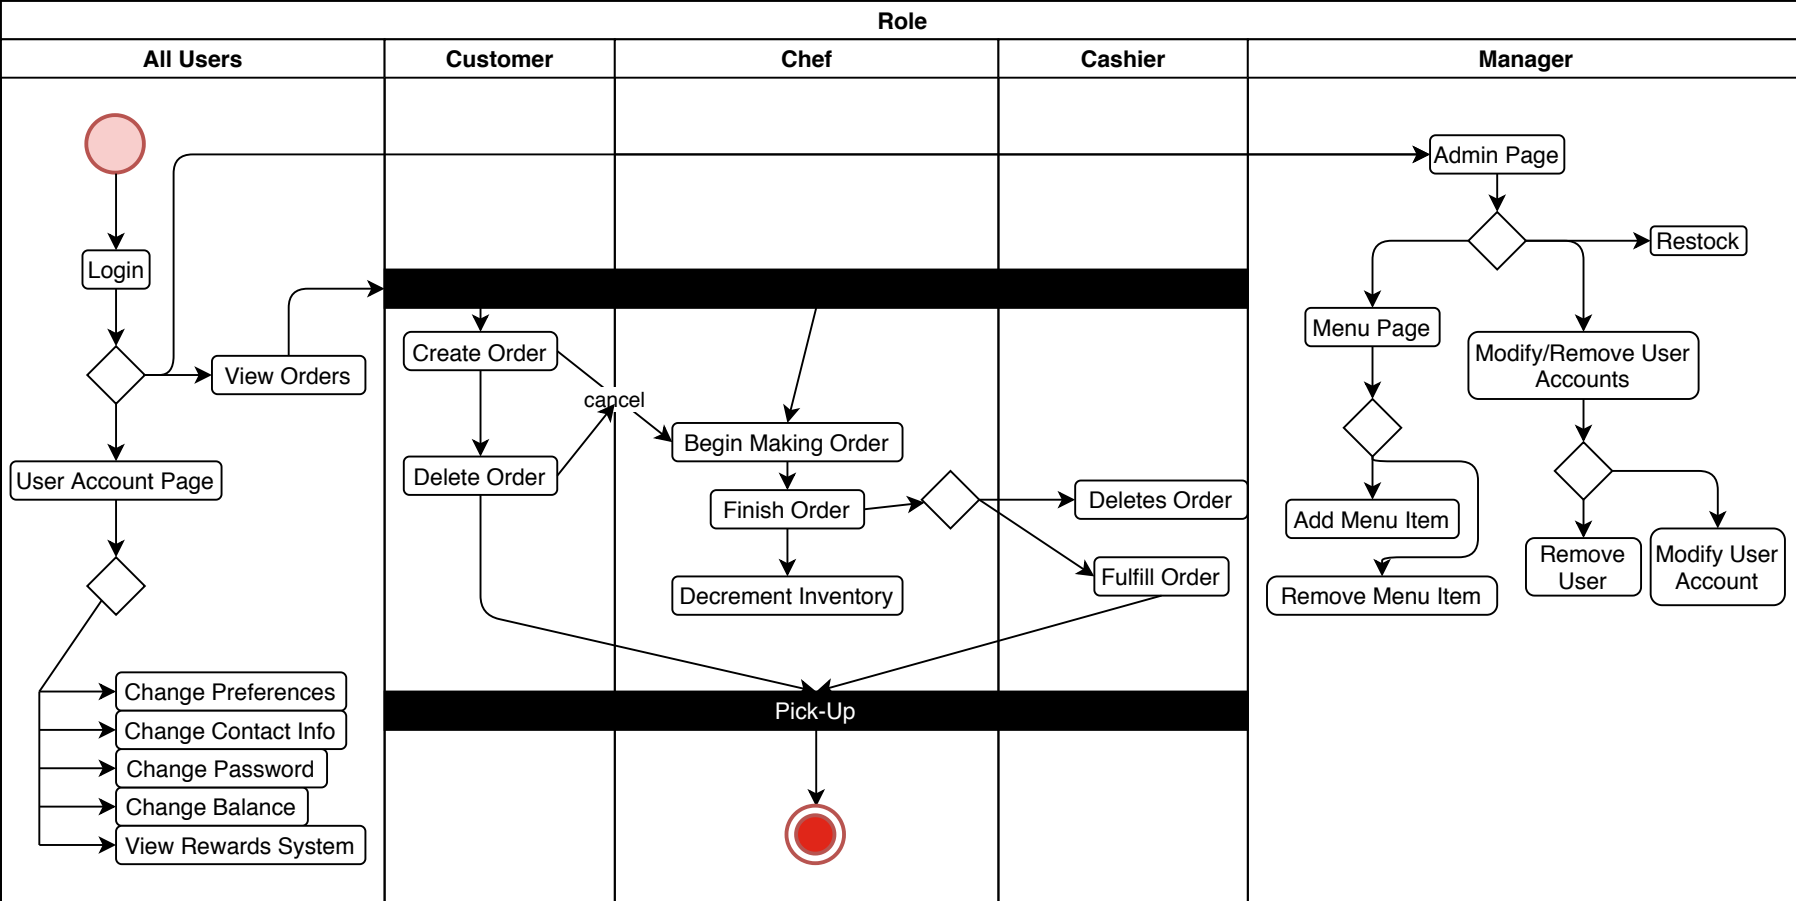 Role
All Users
Customer
Chef
Cashier
Manager
Admin Page
Restock
Login
Menu Page
Modify/Remove User
Accounts
View Orders
Create Order
cancel
Begin Making Order
Delete Order
User Account Page
Finish Order
Deletes Order
Add Menu Item
Remove
User
Modify User
Account
Fulfill Order
Decrement Inventory
Remove Menu Item
Change Preferences
Change Contact Info
Change Password
Change Balance
View Rewards System
Pick-Up